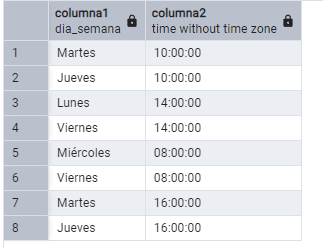 columna1 columna2
dia_semana time without time zone
1 Martes 10:00:00
2 Jueves 10:00:00
3 Lunes 14:00:00
4 Viernes 14:00:00
5 Miércoles 08:00:00
6 Viernes 08:00:00
7 Martes 16:00:00
8 Jueves 16:00:00